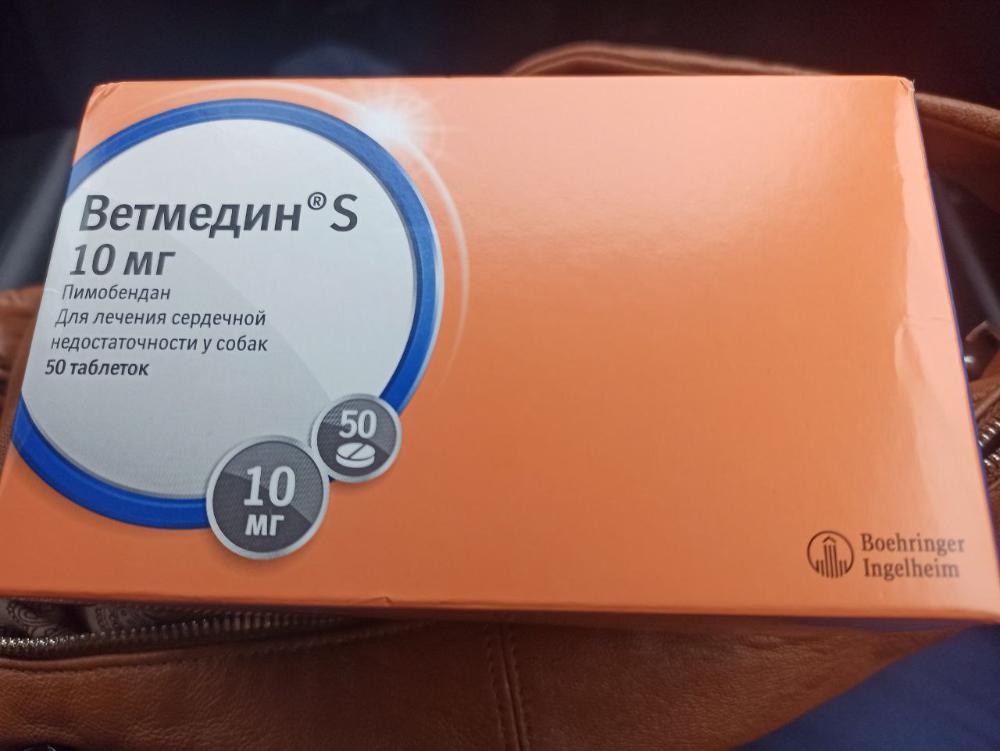 Ветмедин® S
10 мг
Пимобендан
Для лечения сердечной
недостаточности у собак
50 таблеток
50
10
мг
Boehringer
Ingelheim